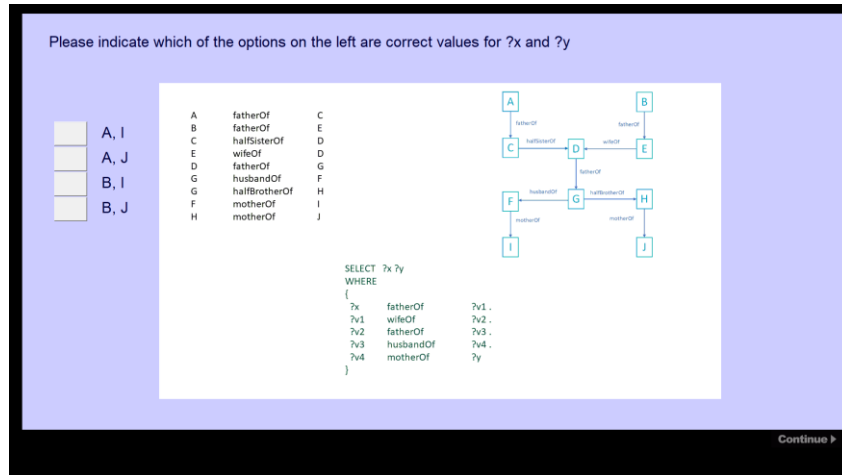 Please indicate which of the options on the left are correct values for ?x and ?y
A, I
A, J
B, I
B, J
A fatherOf C
B fatherOf E
C halfSisterOf D
E wifeOf D
D fatherOf G
G husbandOf F
G halfBrotherOf H
F motherOf I
H motherOf J
A B
fatherOf fatherOf
C halfSisterOf D wifeOf E
fatherOf
F husbandOf G halfBrotherOf H
motherOf motherOf
I J
SELECT ?x ?y
WHERE
{
?x fatherOf ?v1 .
?v1 wifeOf ?v2 .
?v2 fatherOf ?v3 .
?v3 husbandOf ?v4 .
?v4 motherOf ?y
}
Continue